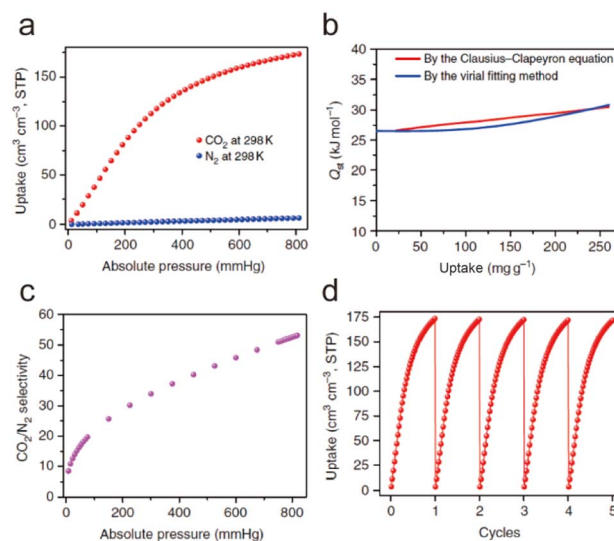 a
Uptake (cm³ cm⁻³, STP)
150
100
50
0
CO₂ at 298 K
N₂ at 298 K
200 400 600 800
Absolute pressure (mmHg)
b
Qst (kJ mol⁻¹)
40
35
30
25
20
15
10
By the Clausius–Clapeyron equation
By the virial fitting method
0 50 100 150 200 250
Uptake (mg g⁻¹)
c
CO₂/N₂ selectivity
60
50
40
30
20
10
0
0 200 400 600 800
Absolute pressure (mmHg)
d
Uptake (cm³ cm⁻³, STP)
175
150
125
100
75
50
25
0
0 1 2 3 4 5
Cycles